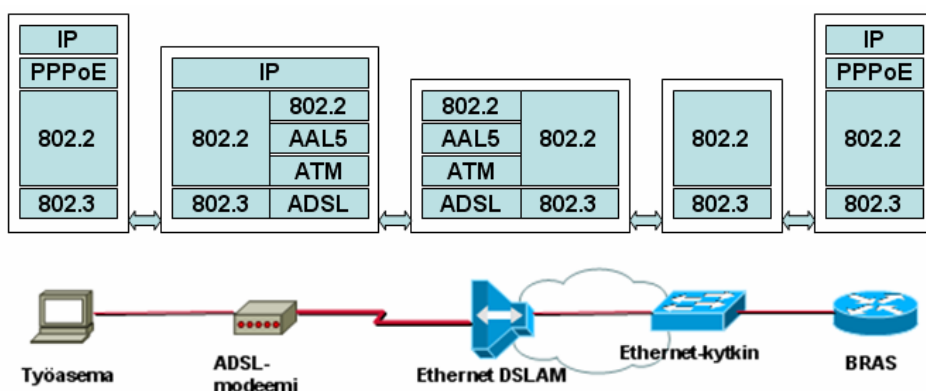 IP
PPPoE
802.2
802.3
IP
802.2
802.2
AAL5
ATM
802.3
ADSL
802.2
AAL5
ATM
802.2
ADSL
802.3
802.2
802.3
IP
PPPoE
802.2
802.3
Työasema
ADSL-
modeemi
Ethernet DSLAM
Ethernet-kytkin
BRAS